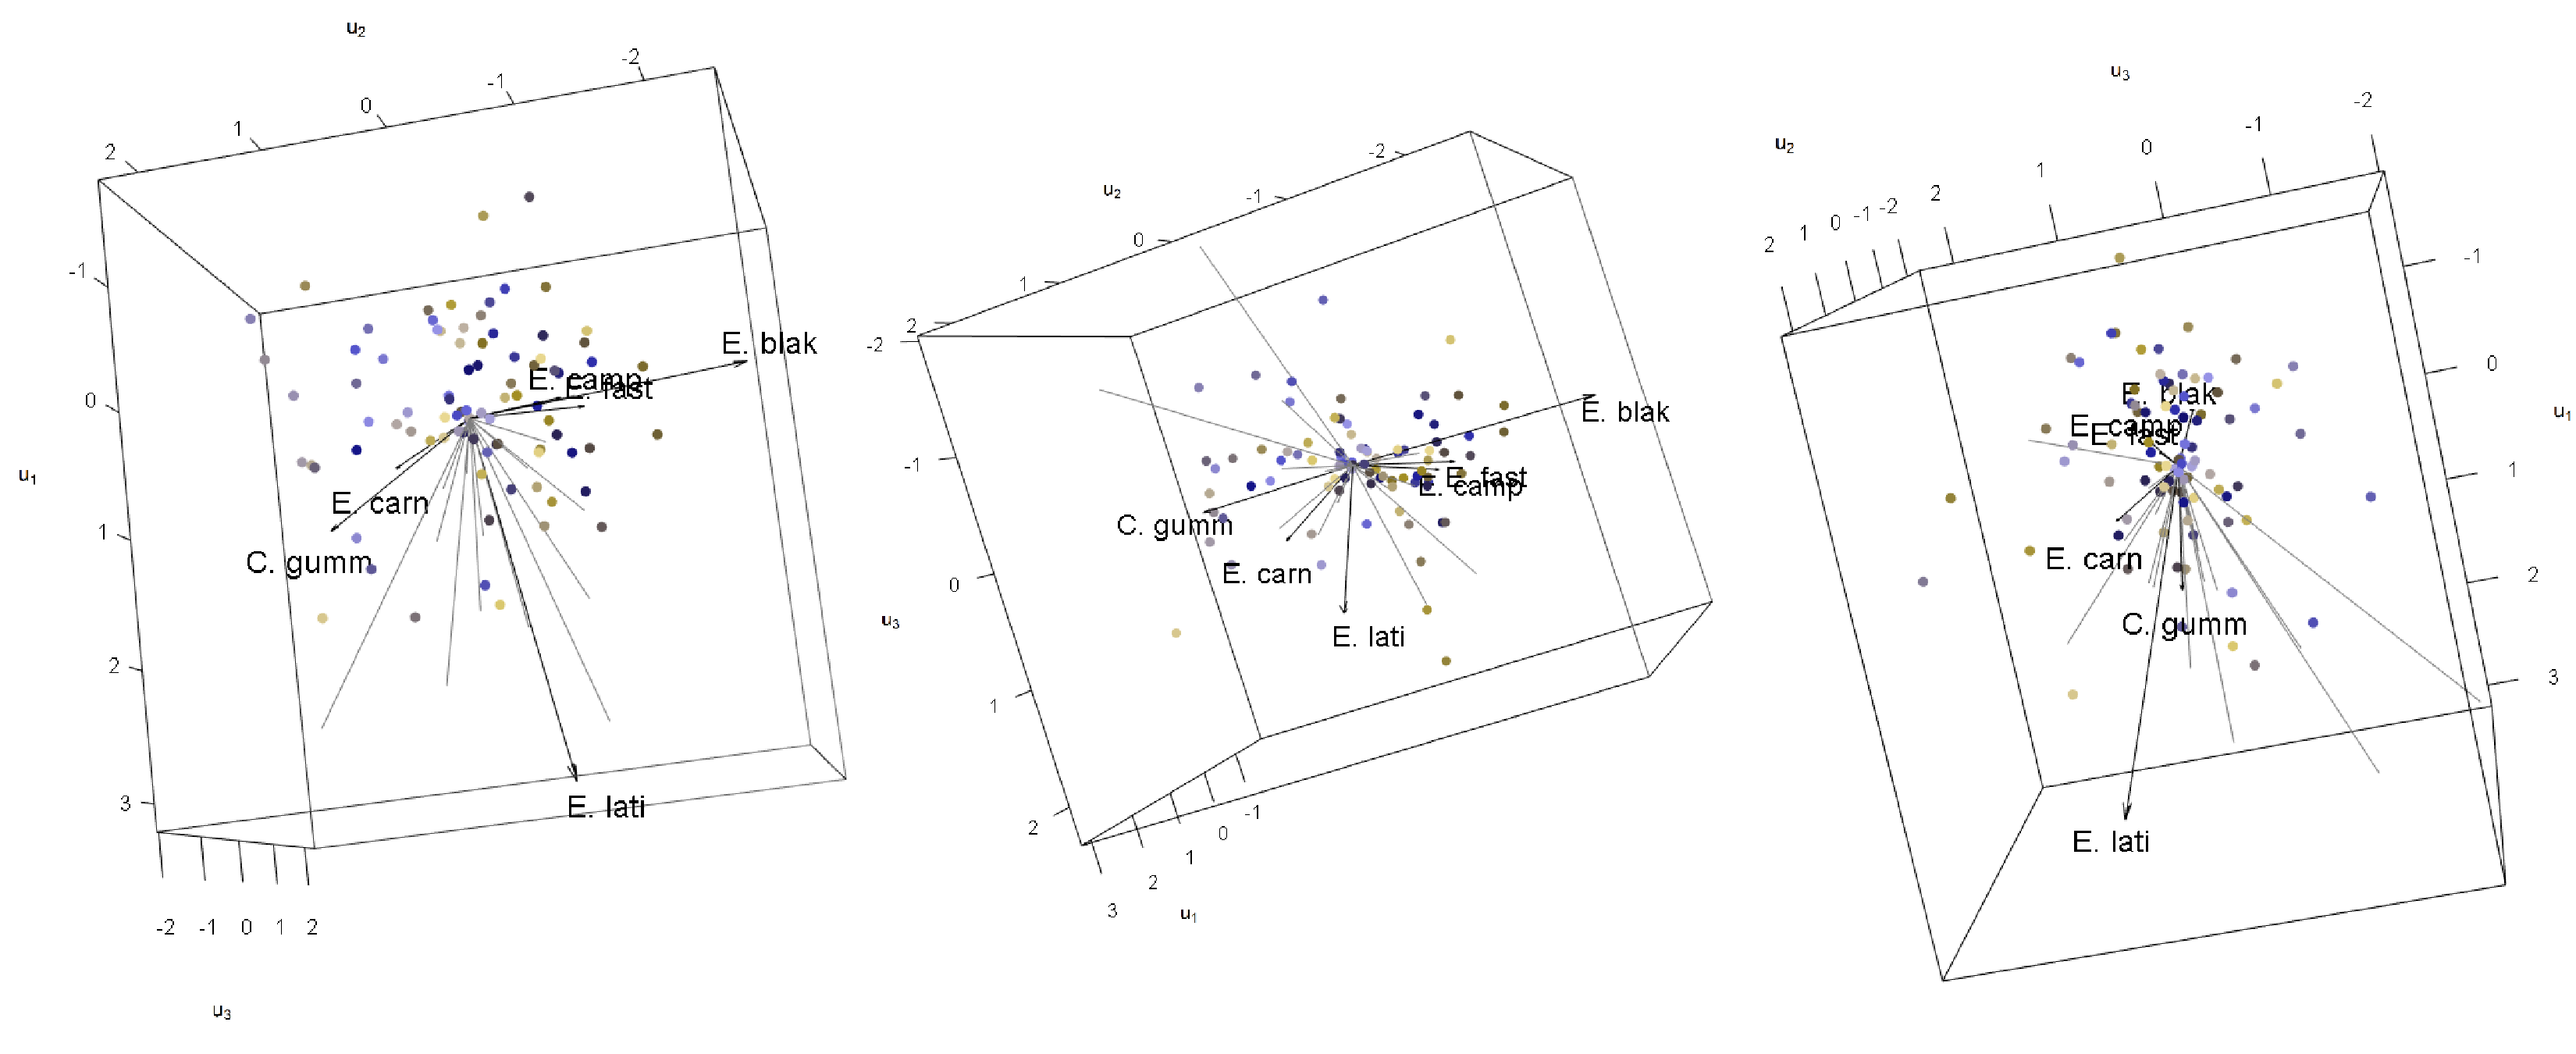 u₂
-2
-1
0
1
2
-1
0
1
2
3
u₁
E. blak
E. camp
E. fast
E. carn
C. gumm
E. lati
-2 -1 0 1 2
u₃
u₂
-2
-1
0
1
2
-2
-1
0
1
2
u₃
E. blak
E. fast
E. camp
C. gumm
E. carn
E. lati
-1
0
1
2
3
u₁
u₃
-2
-1
0
1
2
u₂
-2
-1
0
1
2
-1
0
1
2
3
u₁
E. blak
E. camp
E. fast
E. carn
C. gumm
E. lati